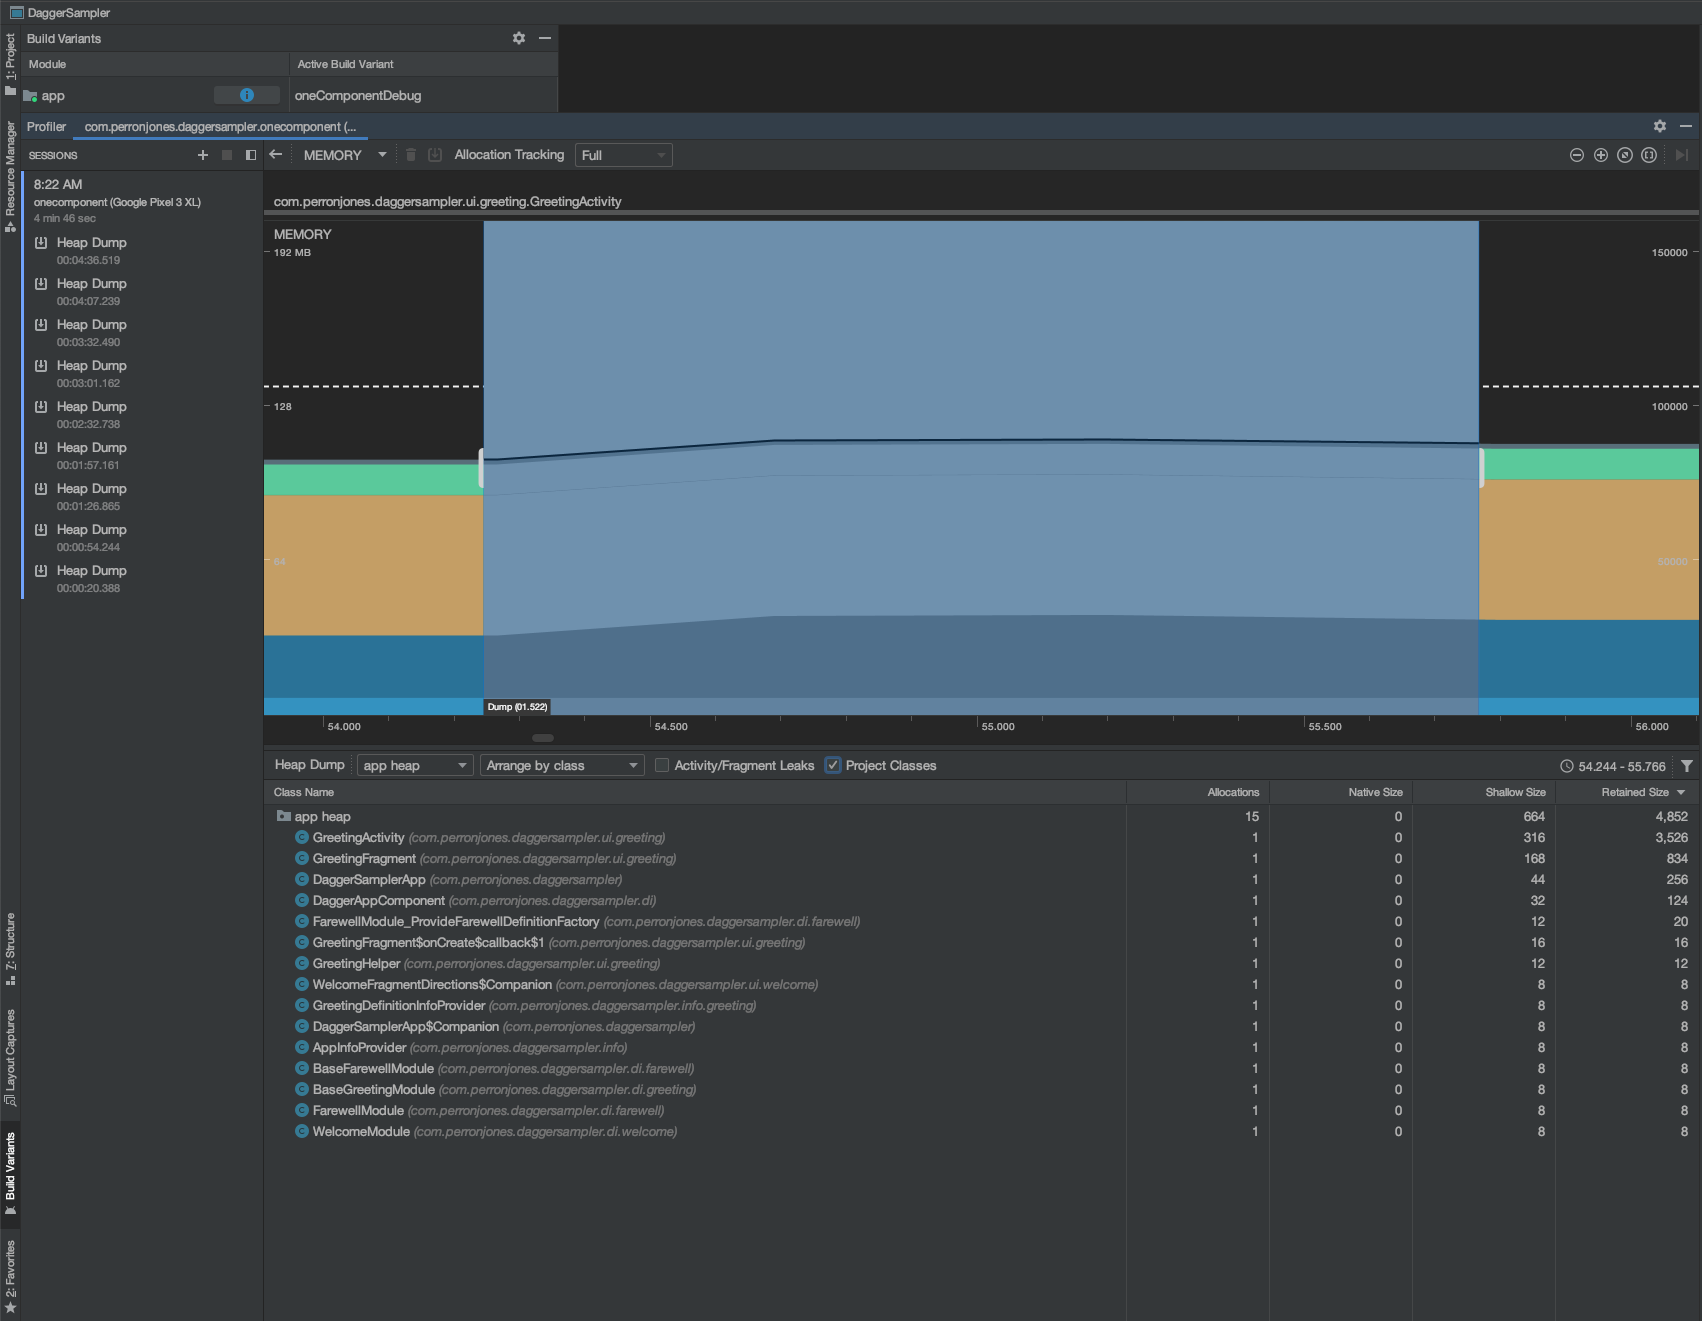 DaggerSampler
Build Variants
Module
Active Build Variant
app
oneComponentDebug
Profiler
com.perronjones.daggersampler.onecomponent (...
SESSIONS
MEMORY
Allocation Tracking
Full
8:22 AM
onecomponent (Google Pixel 3 XL)
4 min 46 sec
Heap Dump
00:04:36.519
Heap Dump
00:04:07.239
Heap Dump
00:03:32.490
Heap Dump
00:03:01.162
Heap Dump
00:02:32.738
Heap Dump
00:01:57.161
Heap Dump
00:01:26.865
Heap Dump
00:00:54.244
Heap Dump
00:00:20.388
com.perronjones.daggersampler.ui.greeting.GreetingActivity
MEMORY
192 MB
150000
128
100000
64
50000
Dump (01.522)
54.000
54.500
55.000
55.500
56.000
Heap Dump
app heap
Arrange by class
Activity/Fragment Leaks
Project Classes
54.244 - 55.766
Class Name Allocations Native Size Shallow Size Retained Size
app heap 15 0 664 4,852
GreetingActivity (com.perronjones.daggersampler.ui.greeting) 1 0 316 3,526
GreetingFragment (com.perronjones.daggersampler.ui.greeting) 1 0 168 834
DaggerSamplerApp (com.perronjones.daggersampler) 1 0 44 256
DaggerAppComponent (com.perronjones.daggersampler.di) 1 0 32 124
FarewellModule_ProvideFarewellDefinitionFactory (com.perronjones.daggersampler.di.farewell) 1 0 12 20
GreetingFragment$onCreate$callback$1 (com.perronjones.daggersampler.ui.greeting) 1 0 16 16
GreetingHelper (com.perronjones.daggersampler.ui.greeting) 1 0 12 12
WelcomeFragmentDirections$Companion (com.perronjones.daggersampler.ui.welcome) 1 0 8 8
GreetingDefinitionInfoProvider (com.perronjones.daggersampler.info.greeting) 1 0 8 8
DaggerSamplerApp$Companion (com.perronjones.daggersampler) 1 0 8 8
AppInfoProvider (com.perronjones.daggersampler.info) 1 0 8 8
BaseFarewellModule (com.perronjones.daggersampler.di.farewell) 1 0 8 8
BaseGreetingModule (com.perronjones.daggersampler.di.greeting) 1 0 8 8
FarewellModule (com.perronjones.daggersampler.di.farewell) 1 0 8 8
WelcomeModule (com.perronjones.daggersampler.di.welcome) 1 0 8 8
1: Project
Resource Manager
7: Structure
Layout Captures
Build Variants
2: Favorites